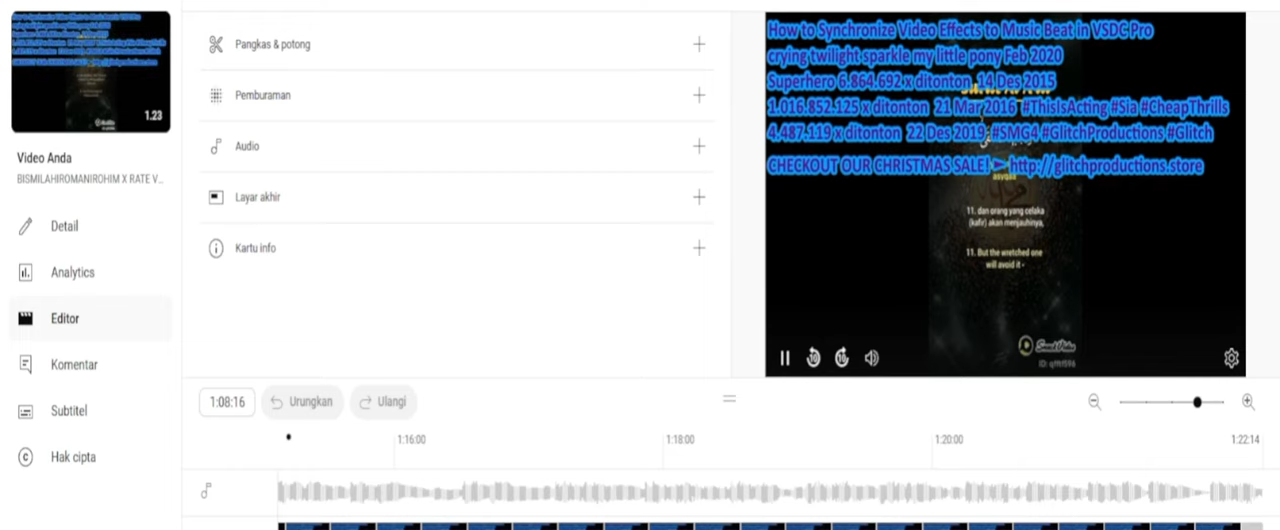 1.23
Video Anda
BISMILAHIROMANIROHIM X RATE V...
Detail
Analytics
Editor
Komentar
Subtitel
Hak cipta
Pangkas & potong
Pemburaman
Audio
Layar akhir
Kartu info
How to Synchronize Video Effects to Music Beat in VSDC Pro
crying twilight sparkle my little pony Feb 2020
Superhero 6.864.692 x ditonton 14 Des 2015
1.016.852.125 x ditonton 21 Mar 2016 #ThisIsActing #Sia #CheapThrills
4.487.119 x ditonton 22 Des 2019 #SMG4 #GlitchProductions #Glitch
CHECKOUT OUR CHRISTMAS SALE! ► http://glitchproductions.store
11. dan orang yang celaka
(kafir) akan menjauhinya,
11. But the wretched one
will avoid it -
SnackVideo
1:08:16
Urungkan
Ulangi
1:16:00
1:18:00
1:20:00
1:22:14